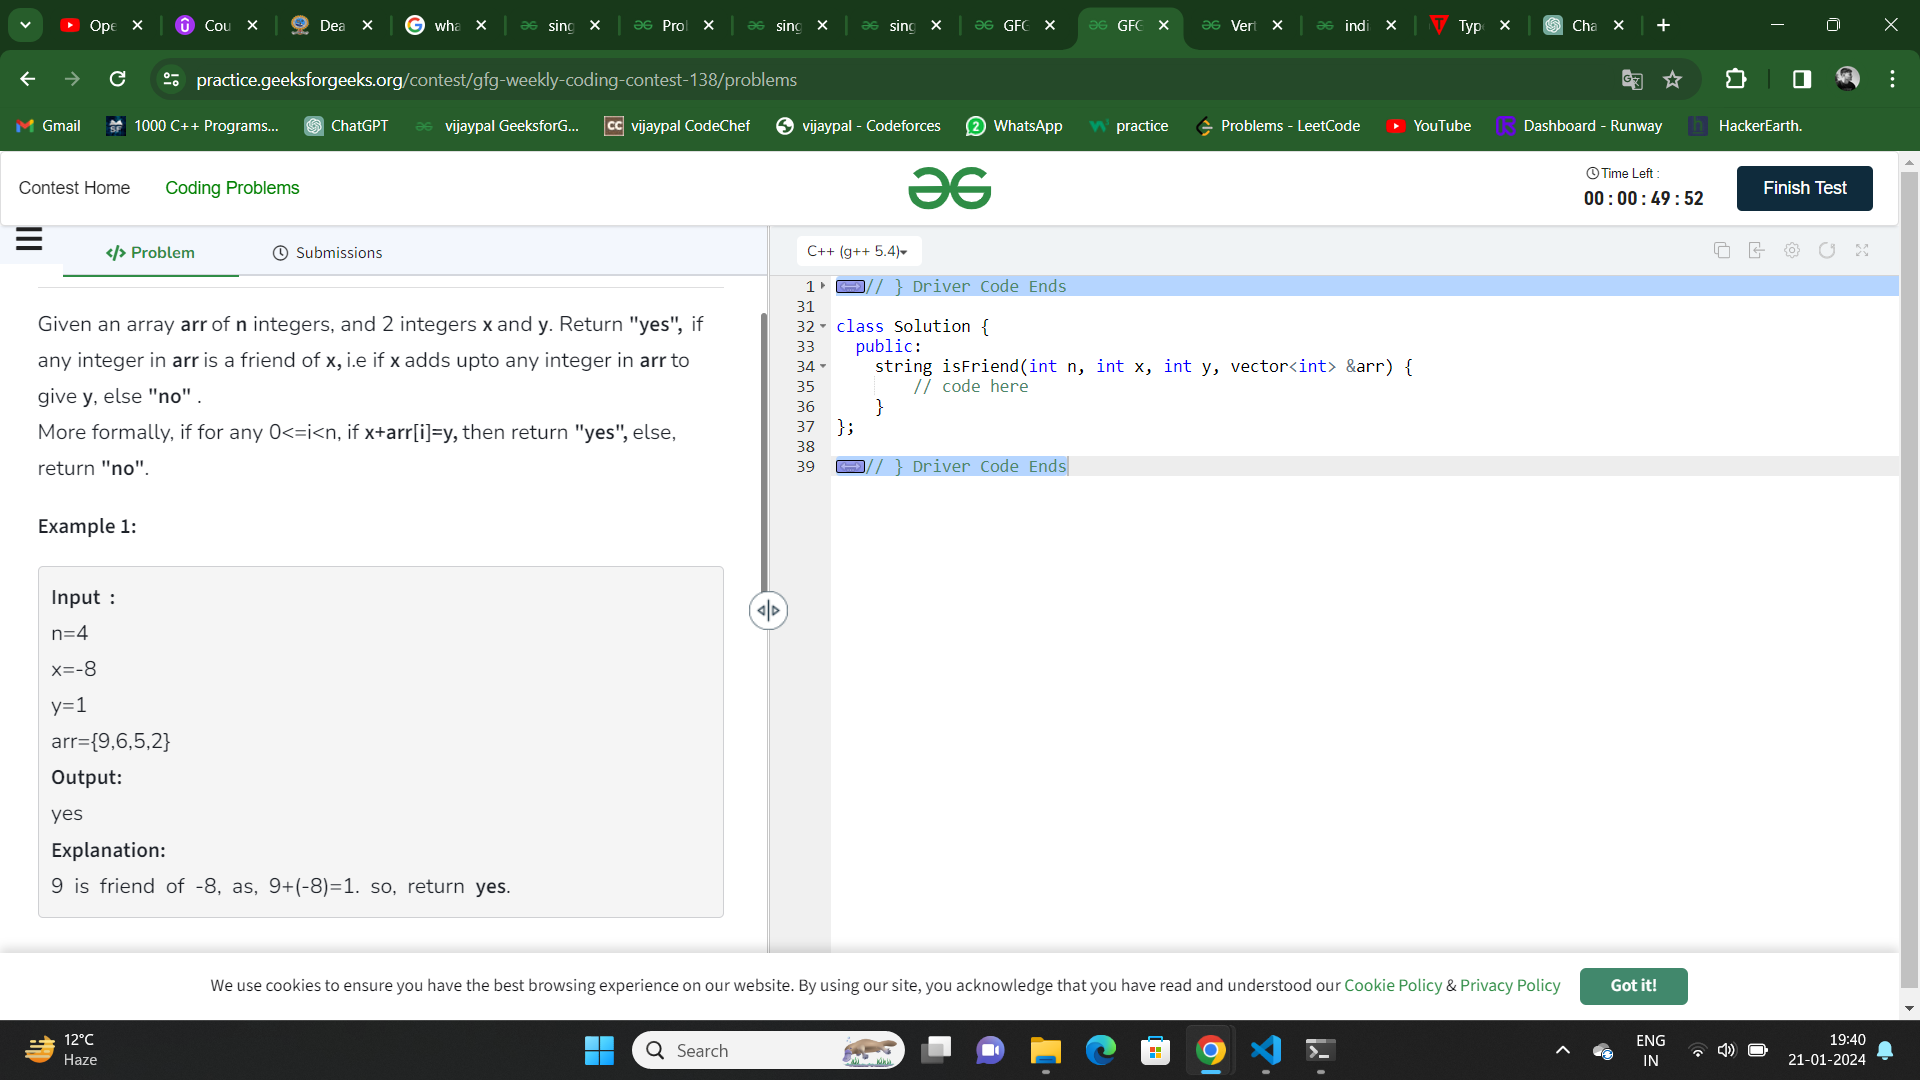 Ope
Cou
Dea
wha
sing
Prol
sing
sing
GFG
GFG
Ver
indi
Typ
Cha
practice.geeksforgeeks.org/contest/gfg-weekly-coding-contest-138/problems
Gmail
1000 C++ Programs...
ChatGPT
vijaypal GeeksforG...
vijaypal CodeChef
vijaypal - Codeforces
WhatsApp
practice
Problems - LeetCode
YouTube
Dashboard - Runway
HackerEarth.
Contest Home
Coding Problems
Time Left :
00 : 00 : 49 : 52
Finish Test
</> Problem
Submissions
C++ (g++ 5.4)
Given an array arr of n integers, and 2 integers x and y. Return "yes", if
any integer in arr is a friend of x, i.e if x adds upto any integer in arr to
give y, else "no" .
More formally, if for any 0<=i<n, if x+arr[i]=y, then return "yes", else,
return "no".
Example 1:
Input :
n=4
x=-8
y=1
arr={9,6,5,2}
Output:
yes
Explanation:
9 is friend of -8, as, 9+(-8)=1. so, return yes.
1 // } Driver Code Ends
31
32 class Solution {
33 public:
34 string isFriend(int n, int x, int y, vector<int> &arr) {
35 // code here
36 }
37 };
38
39 // } Driver Code Ends
We use cookies to ensure you have the best browsing experience on our website. By using our site, you acknowledge that you have read and understood our Cookie Policy & Privacy Policy
Got it!
12°C
Haze
Search
ENG
IN
19:40
21-01-2024